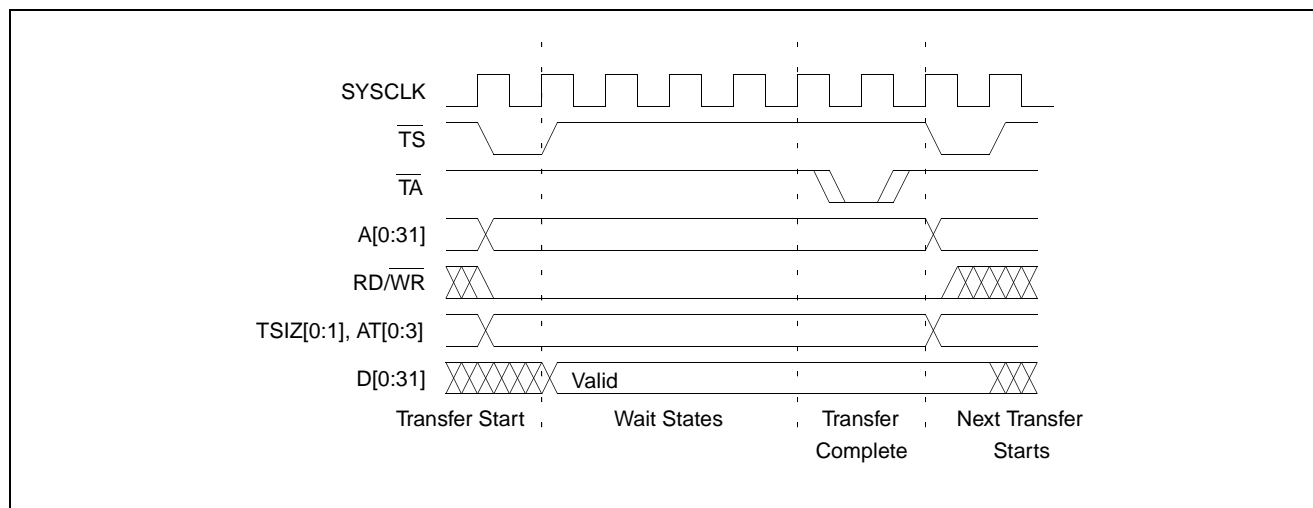 SYSCLK
TS
TA
A[0:31]
RD/WR
TSIZ[0:1], AT[0:3]
D[0:31]
Valid
Transfer Start
Wait States
Transfer
Complete
Next Transfer
Starts